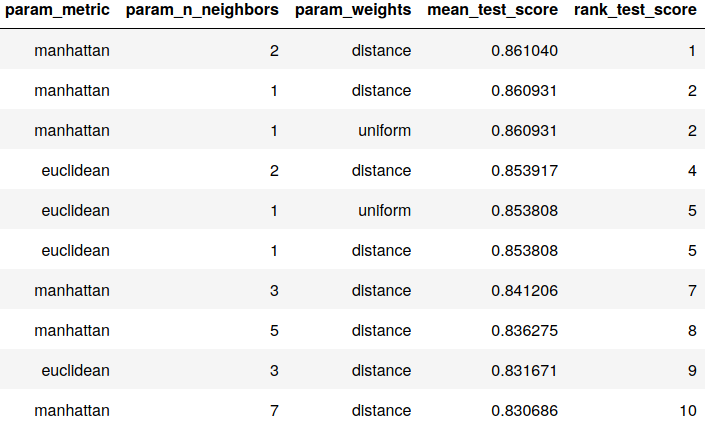 param_metric param_n_neighbors param_weights mean_test_score rank_test_score
manhattan 2 distance 0.861040 1
manhattan 1 distance 0.860931 2
manhattan 1 uniform 0.860931 2
euclidean 2 distance 0.853917 4
euclidean 1 uniform 0.853808 5
euclidean 1 distance 0.853808 5
manhattan 3 distance 0.841206 7
manhattan 5 distance 0.836275 8
euclidean 3 distance 0.831671 9
manhattan 7 distance 0.830686 10